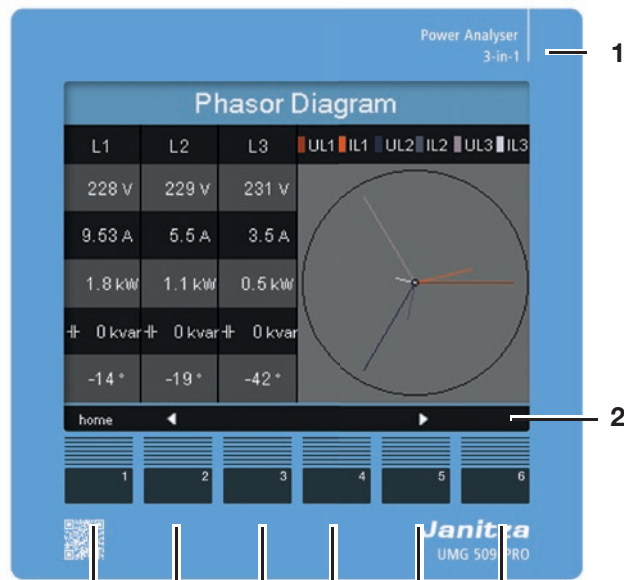 Power Analyser
3-in-1
1
Phasor Diagram
L1 L2 L3 UL1 IL1 UL2 IL2 UL3 IL3
228 V 229 V 231 V
9.53 A 5.5 A 3.5 A
1.8 kW 1.1 kW 0.5 kW
0 kvar 0 kvar 0 kvar
-14 ° -19 ° -42 °
home
2
1 2 3 4 5 6
Janitza
UMG 509 PRO